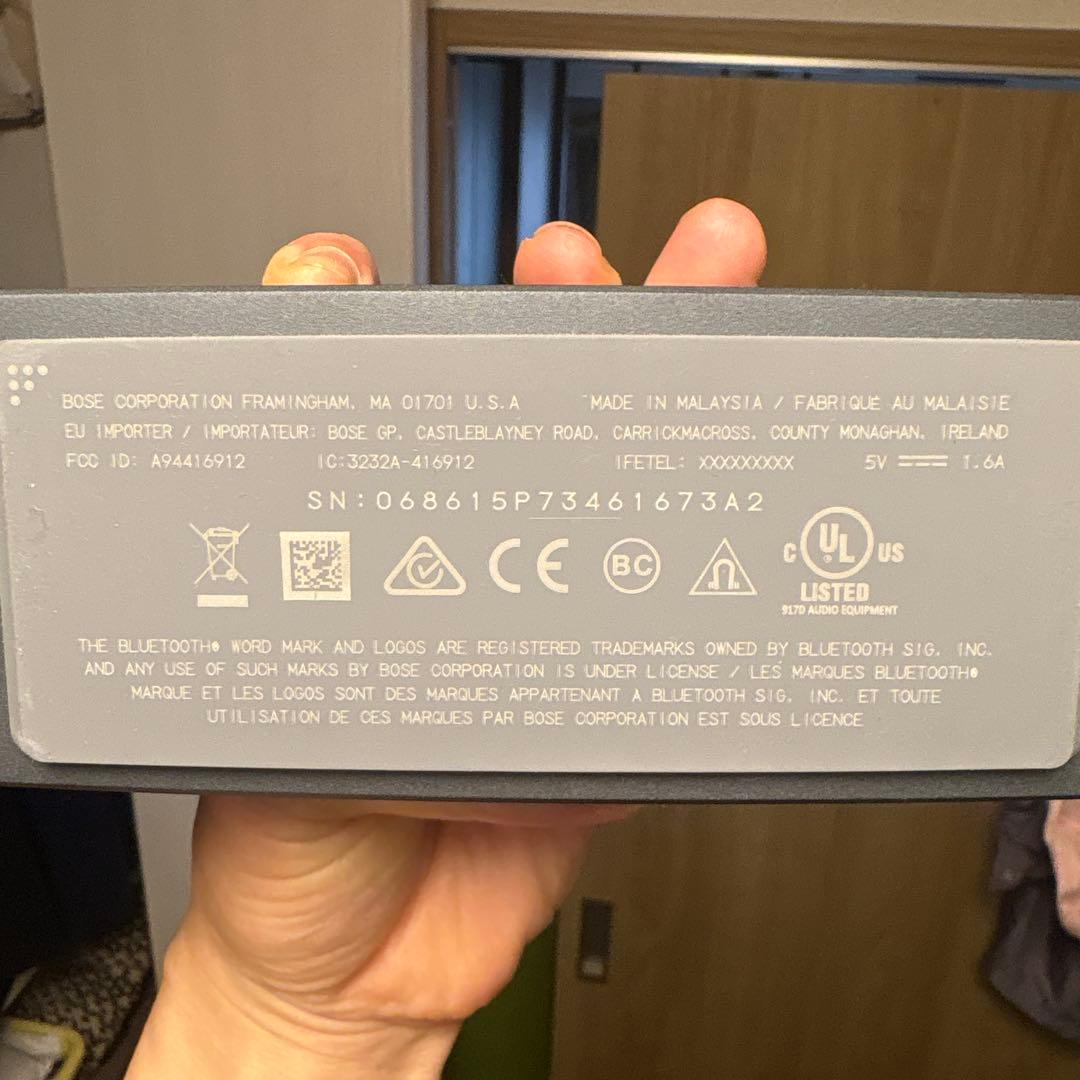 BOSE CORPORATION FRAMINGHAM, MA 01701 U.S.A MADE IN MALAYSIA / FABRIQUÉ AU MALAISIE
EU IMPORTER / IMPORTATEUR: BOSE GP, CASTLEBLAYNEY ROAD, CARRICKMACROSS, COUNTY MONAGHAN, IRELAND
FCC ID: A94416912 IC:3232A-416912 IFETEL: XXXXXXXXX 5V ⎓ 1.6A
SN:068615P73461673A2
CE BC C UL ® US
LISTED
917D AUDIO EQUIPMENT
THE BLUETOOTH® WORD MARK AND LOGOS ARE REGISTERED TRADEMARKS OWNED BY BLUETOOTH SIG, INC.
AND ANY USE OF SUCH MARKS BY BOSE CORPORATION IS UNDER LICENSE / LES MARQUES BLUETOOTH®
MARQUE ET LES LOGOS SONT DES MARQUES APPARTENANT A BLUETOOTH SIG, INC. ET TOUTE
UTILISATION DE CES MARQUES PAR BOSE CORPORATION EST SOUS LICENCE